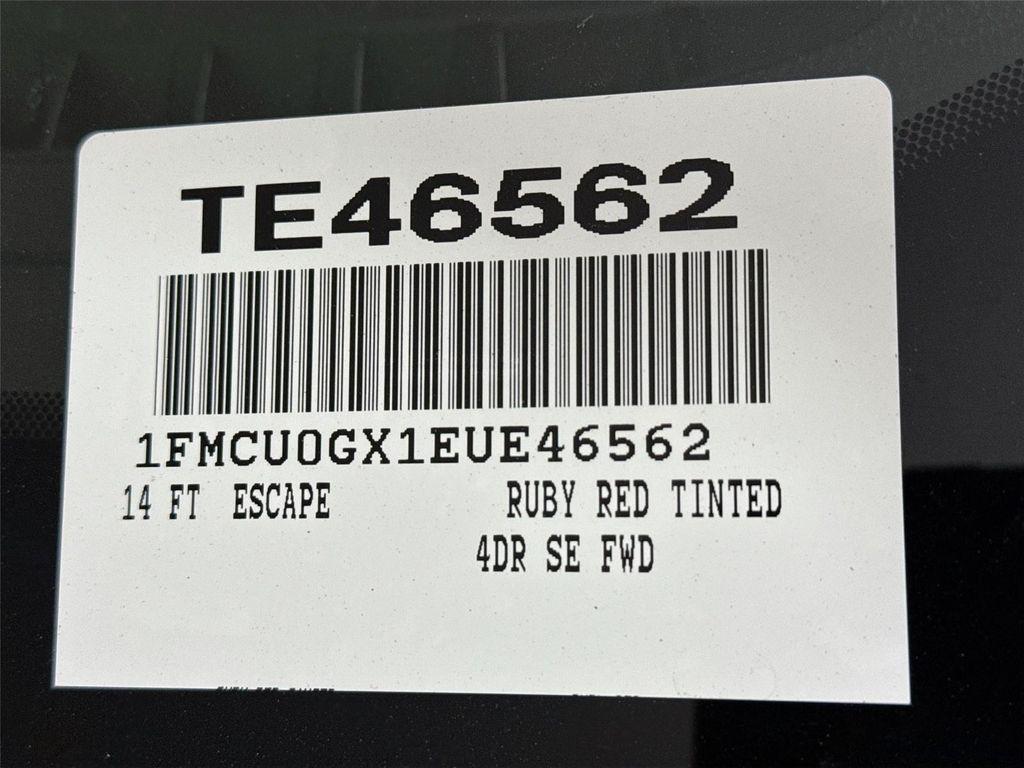 TE46562
1FMCU0GX1EUE46562
14 FT ESCAPE RUBY RED TINTED
4DR SE FWD